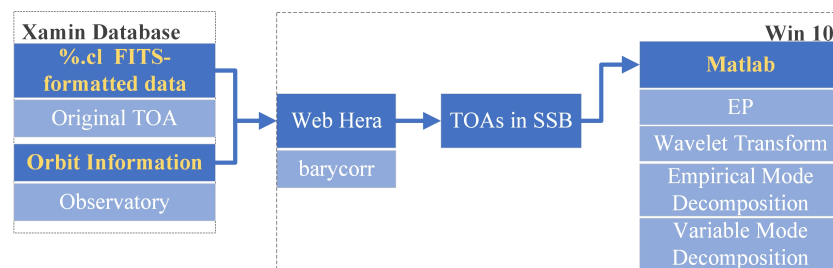 Xamin Database
%.cl FITS-
formatted data
Original TOA
Orbit Information
Observatory
Web Hera
barycorr
TOAs in SSB
Win 10
Matlab
EP
Wavelet Transform
Empirical Mode
Decomposition
Variable Mode
Decomposition